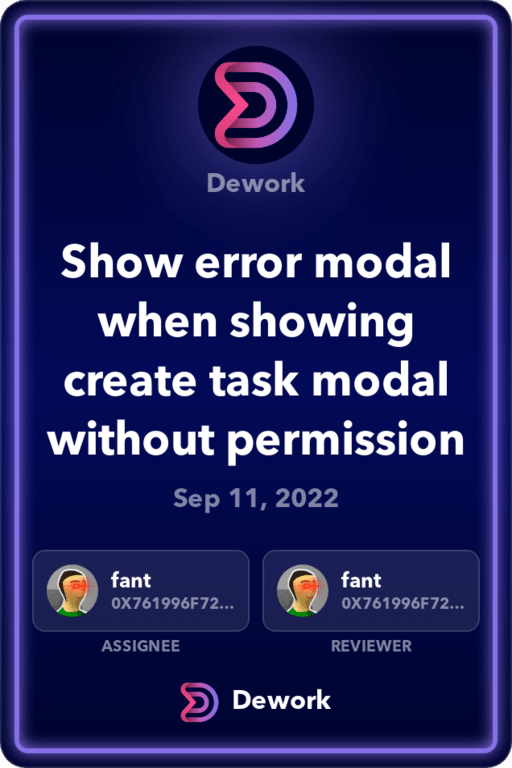 Dework
Show error modal
when showing
create task modal
without permission
Sep 11, 2022
fant
0X761996F72...
ASSIGNEE
fant
0X761996F72...
REVIEWER
Dework